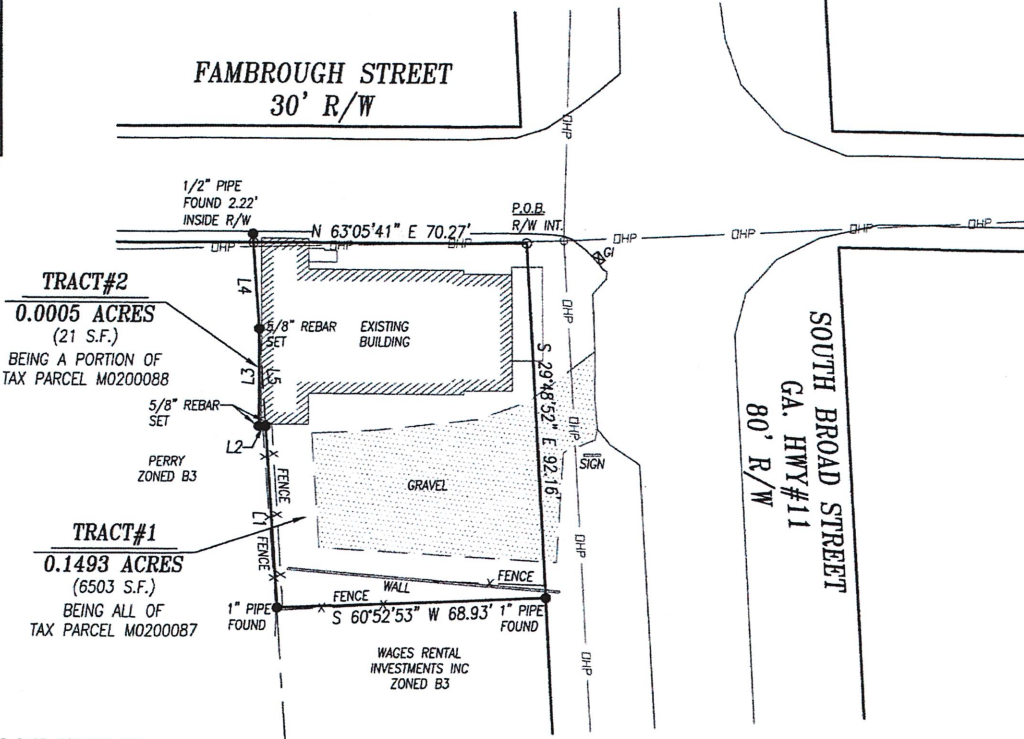 FAMBROUGH STREET
30' R/W
1/2" PIPE
FOUND 2.22'
INSIDE R/W
P.O.B.
R/W INT.
N 63°05'41" E 70.27'
OHP
OHP
OHP
OHP
OHP
OHP
OHP
OHP
GI
TRACT#2
0.0005 ACRES
(21 S.F.)
BEING A PORTION OF
TAX PARCEL M0200088
L4
5/8" REBAR
SET
EXISTING
BUILDING
OHP
L3
L5
S 29°48'52" E 92.16'
SOUTH BROAD STREET
GA. HWY#11
80' R/W
5/8" REBAR
SET
L2
OHP
PERRY
ZONED B3
SIGN
FENCE
GRAVEL
L1
FENCE
TRACT#1
0.1493 ACRES
(6503 S.F.)
BEING ALL OF
TAX PARCEL M0200087
OHP
FENCE
WALL
FENCE
1" PIPE
FOUND
S 60°52'53" W 68.93'
1" PIPE
FOUND
WAGES RENTAL
INVESTMENTS INC
ZONED B3
OHP